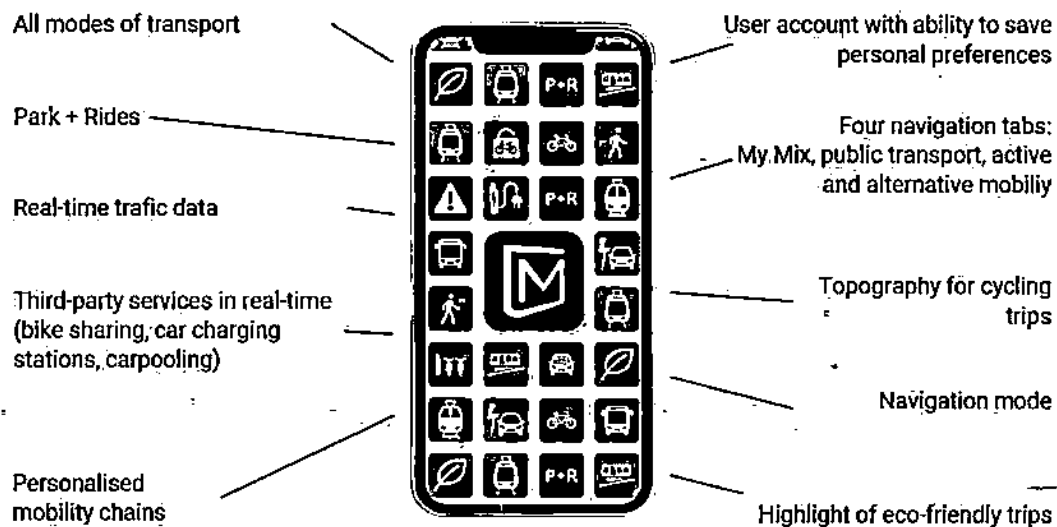 All modes of transport
Park + Rides
Real-time trafic data
Third-party services in real-time
(bike sharing, car charging
stations, carpooling)
Personalised
mobility chains
P+R
P+R
M
P+R
User account with ability to save
personal preferences
Four navigation tabs:
My Mix, public transport, active
and alternative mobiliy
Topography for cycling
trips
Navigation mode
Highlight of eco-friendly trips